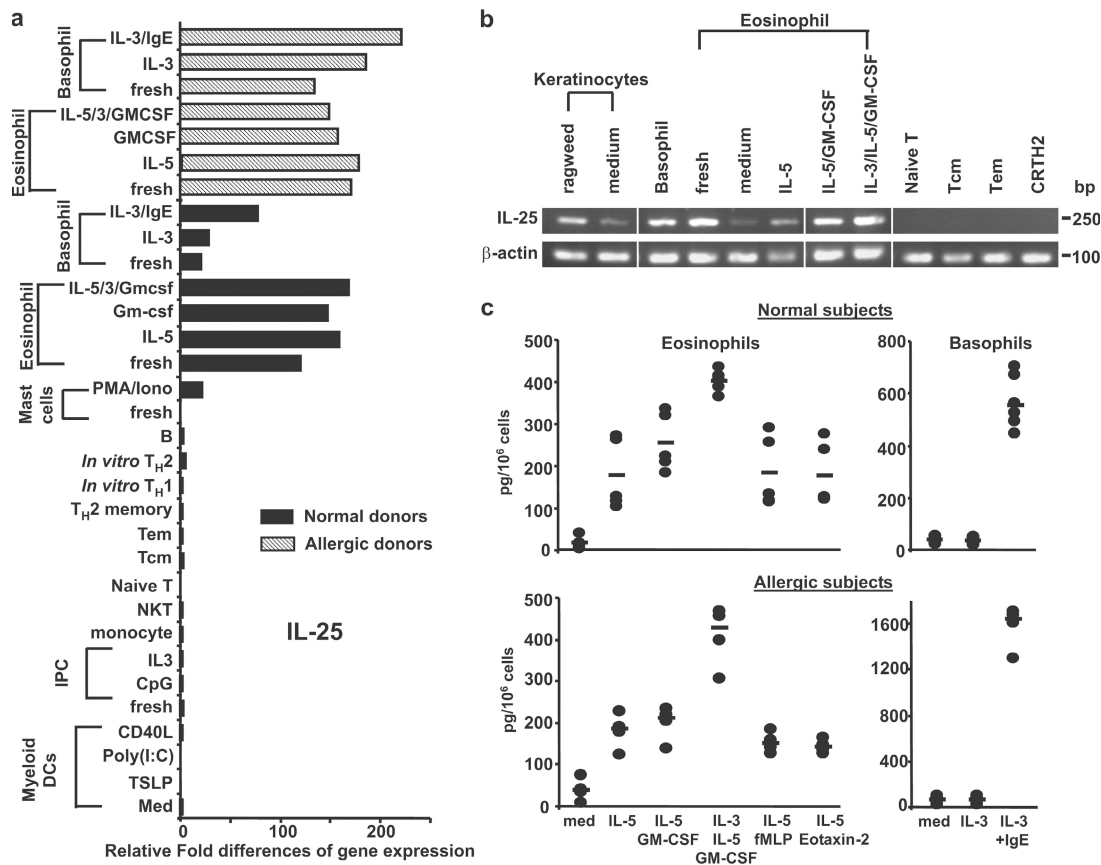 a
Basophil
IL-3/IgE
IL-3
fresh
Eosinophil
IL-5/3/GMCSF
GMCSF
IL-5
fresh
Basophil
IL-3/IgE
IL-3
fresh
Eosinophil
IL-5/3/Gmcsf
Gm-csf
IL-5
fresh
Mast cells
PMA/Iono
fresh
B
In vitro TH2
In vitro TH1
TH2 memory
Tem
Tcm
Naive T
NKT
monocyte
IPC
IL3
CpG
fresh
Myeloid DCs
CD40L
Poly(I:C)
TSLP
Med
Normal donors
Allergic donors
IL-25
0 100 200
Relative Fold differences of gene expression
b
Eosinophil
Keratinocytes
ragweed
medium
Basophil
fresh
medium
IL-5
IL-5/GM-CSF
IL-3/IL-5/GM-CSF
Naive T
Tcm
Tem
CRTH2
bp
IL-25
250
β-actin
100
c
Normal subjects
Eosinophils
pg/10⁶ cells
500
400
300
200
100
0
Basophils
800
600
400
200
0
Allergic subjects
pg/10⁶ cells
500
400
300
200
100
0
med
IL-5
IL-5 GM-CSF
IL-3 IL-5 GM-CSF
IL-5 fMLP
IL-5 Eotaxin-2
1600
1200
800
400
0
med
IL-3
IL-3 +IgE